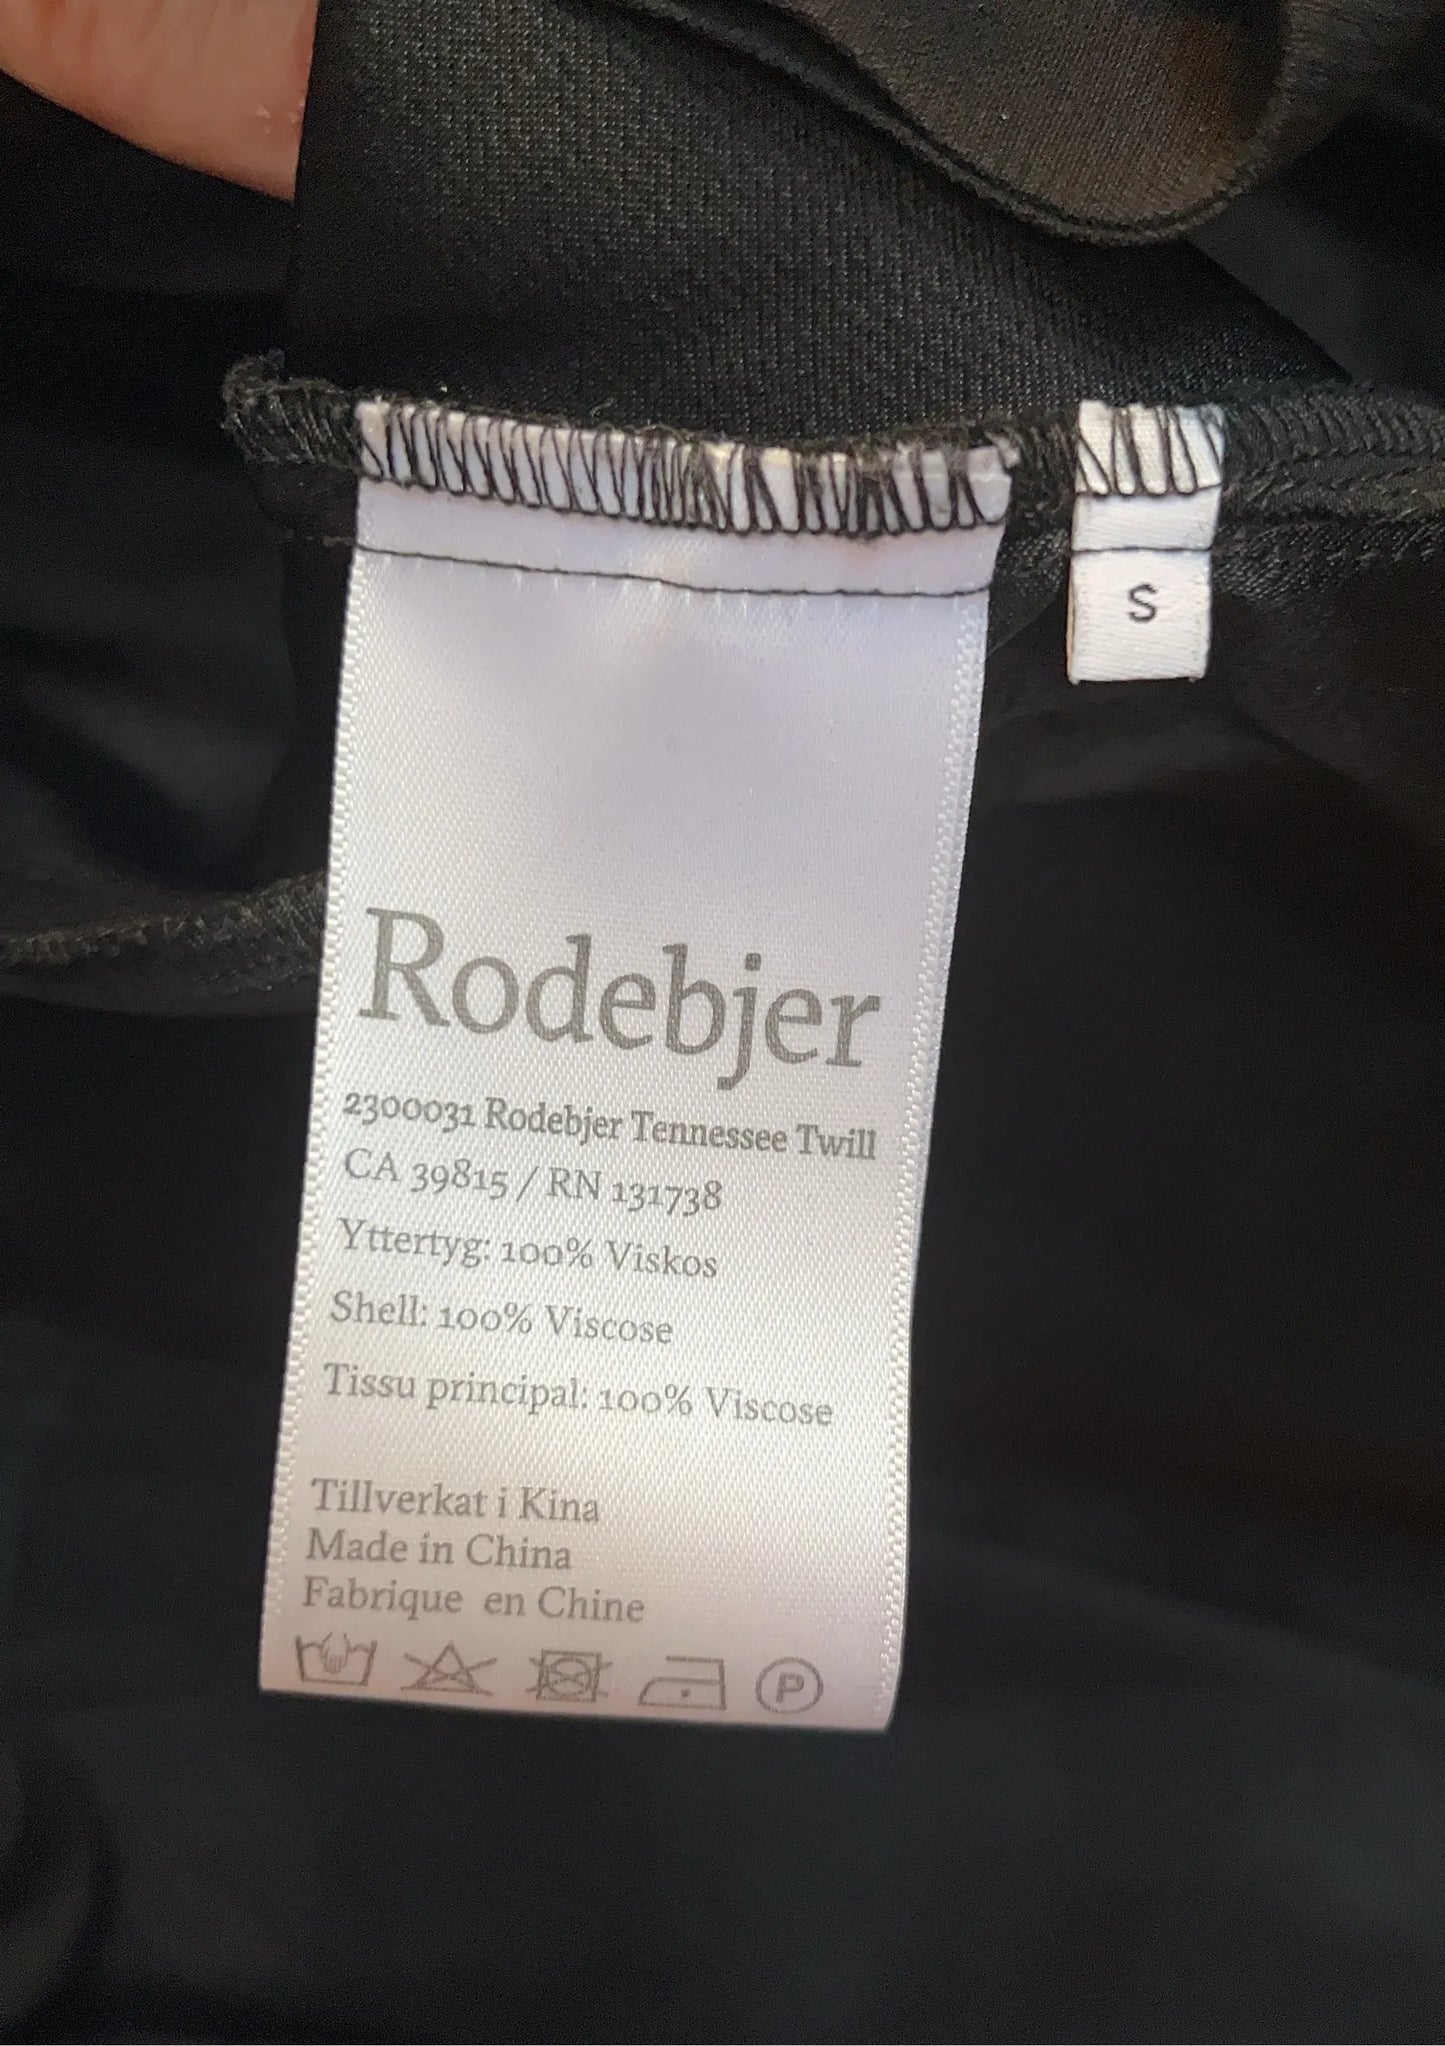 S
Rodebjer
2300031 Rodebjer Tennessee Twill
CA 39815 / RN 131738
Yttertyg: 100% Viskos
Shell: 100% Viscose
Tissu principal: 100% Viscose
Tillverkat i Kina
Made in China
Fabrique en Chine
P